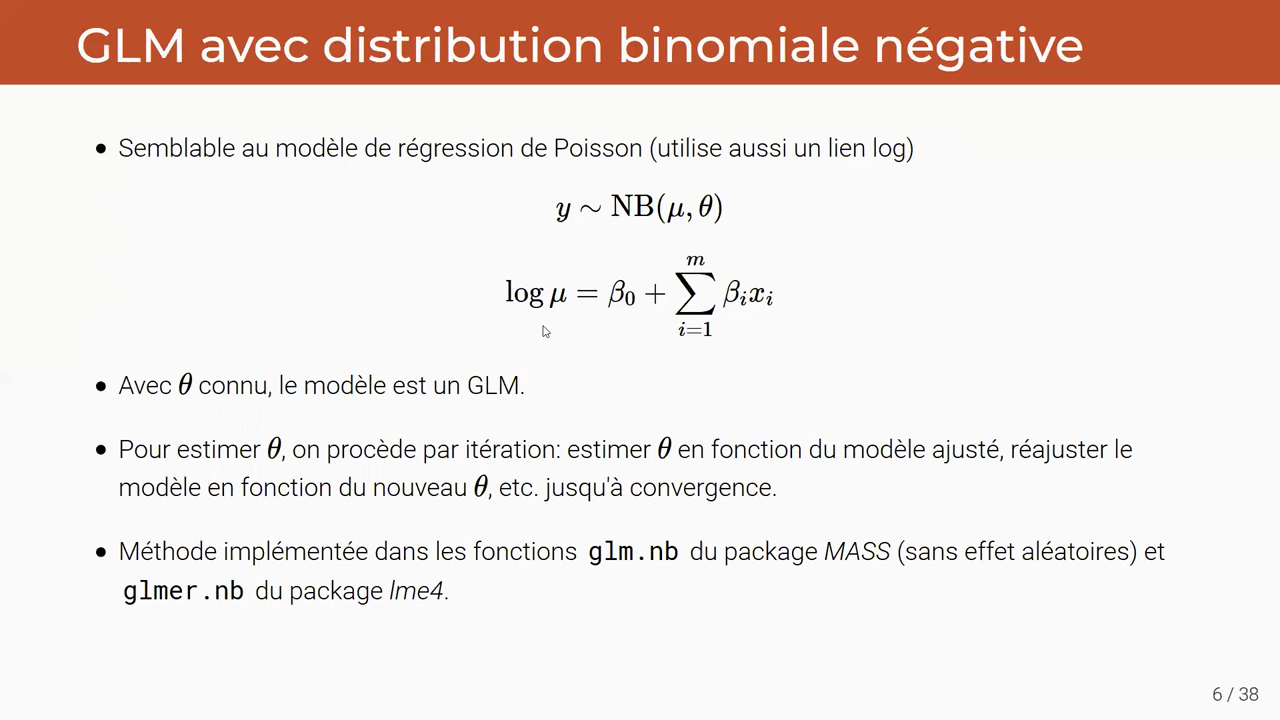 GLM avec distribution binomiale négative
• Semblable au modèle de régression de Poisson (utilise aussi un lien log)
y ∼ NB(μ, θ)
log μ = β₀ + ∑_{i=1}^{m} βᵢxᵢ
• Avec θ connu, le modèle est un GLM.
• Pour estimer θ, on procède par itération: estimer θ en fonction du modèle ajusté, réajuster le
modèle en fonction du nouveau θ, etc. jusqu'à convergence.
• Méthode implémentée dans les fonctions glm.nb du package MASS (sans effet aléatoires) et
glmer.nb du package lme4.
6 / 38